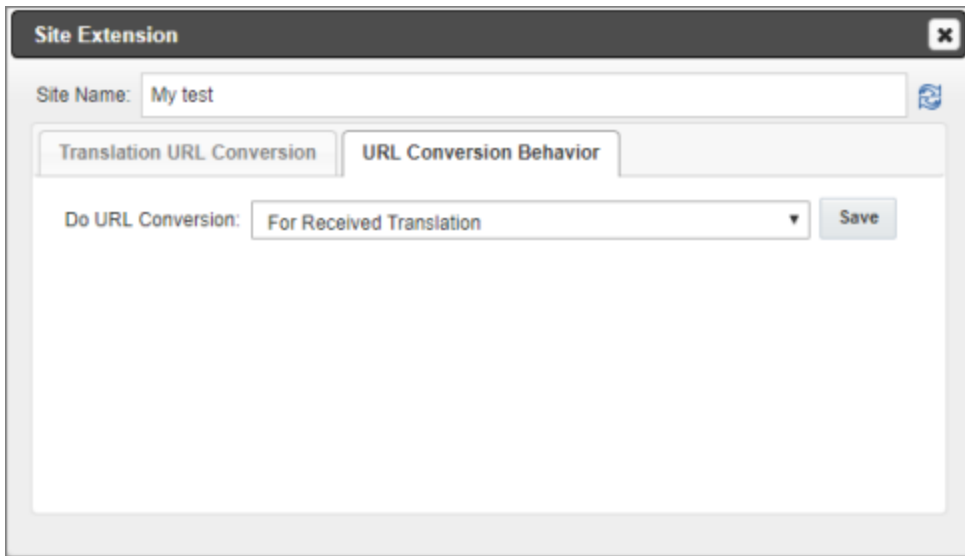 Site Extension
Site Name: My test
Translation URL Conversion URL Conversion Behavior
Do URL Conversion: For Received Translation Save